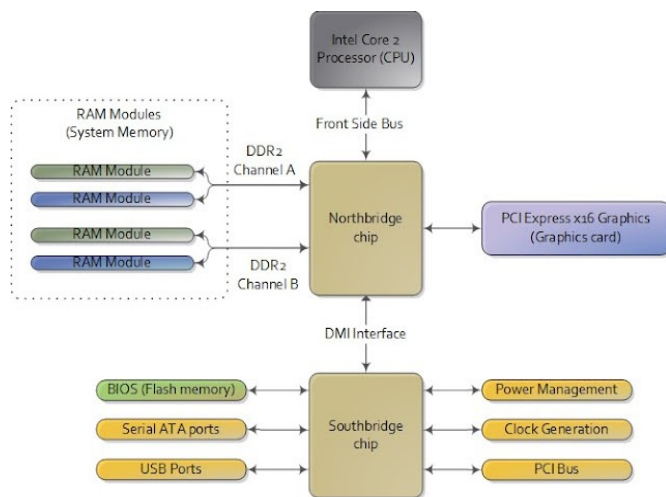 Intel Core 2
Processor (CPU)
Front Side Bus
RAM Modules
(System Memory)
RAM Module
RAM Module
RAM Module
RAM Module
DDR2
Channel A
DDR2
Channel B
Northbridge
chip
PCI Express x16 Graphics
(Graphics card)
DMI Interface
BIOS (Flash memory)
Serial ATA ports
USB Ports
Southbridge
chip
Power Management
Clock Generation
PCI Bus